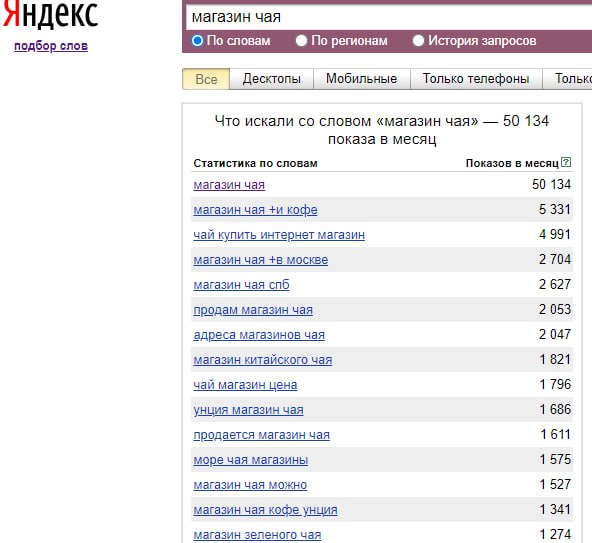 Яндекс
подбор слов
магазин чая
По словам По регионам История запросов
Все Десктопы Мобильные Только телефоны
Что искали со словом «магазин чая» — 50 134
показа в месяц
Статистика по словам Показов в месяц ?
магазин чая 50 134
магазин чая +и кофе 5 331
чай купить интернет магазин 4 991
магазин чая +в москве 2 704
магазин чая спб 2 627
продам магазин чая 2 053
адреса магазинов чая 2 047
магазин китайского чая 1 821
чай магазин цена 1 796
унция магазин чая 1 686
продается магазин чая 1 611
море чая магазины 1 575
магазин чая можно 1 527
магазин чая кофе унция 1 341
магазин зеленого чая 1 274